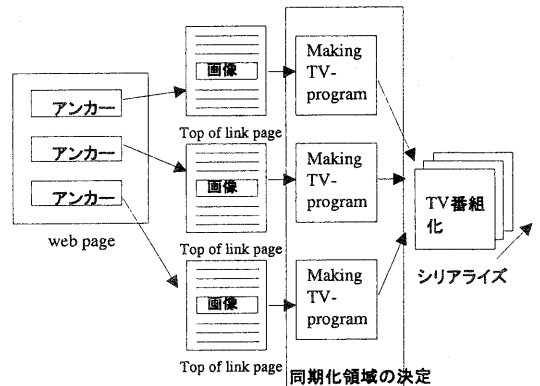 アンカー
アンカー
アンカー
web page
画像
Top of link page
画像
Top of link page
画像
Top of link page
Making
TV-
program
Making
TV-
program
Making
TV-
program
同期化領域の決定
TV番組
化
シリアライズ